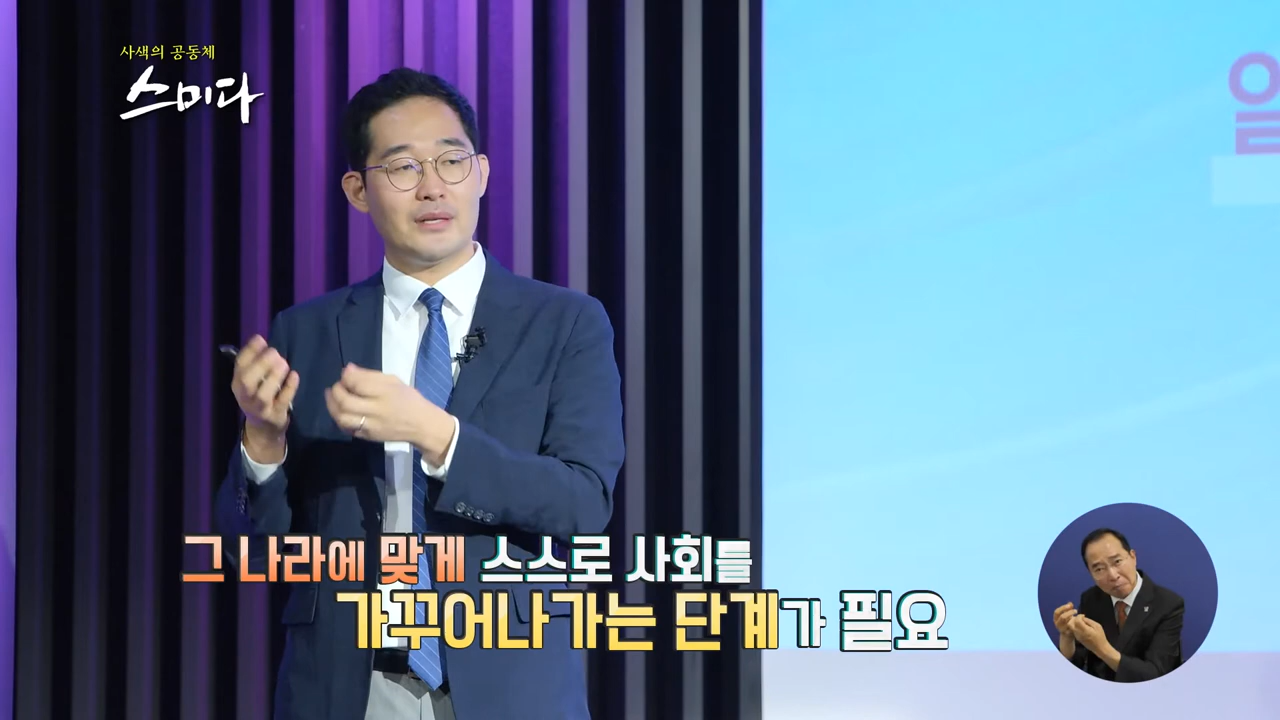 사색의 공동체
스미다
일
그 나라에 맞게 스스로 사회를
가꾸어나가는 단계가 필요